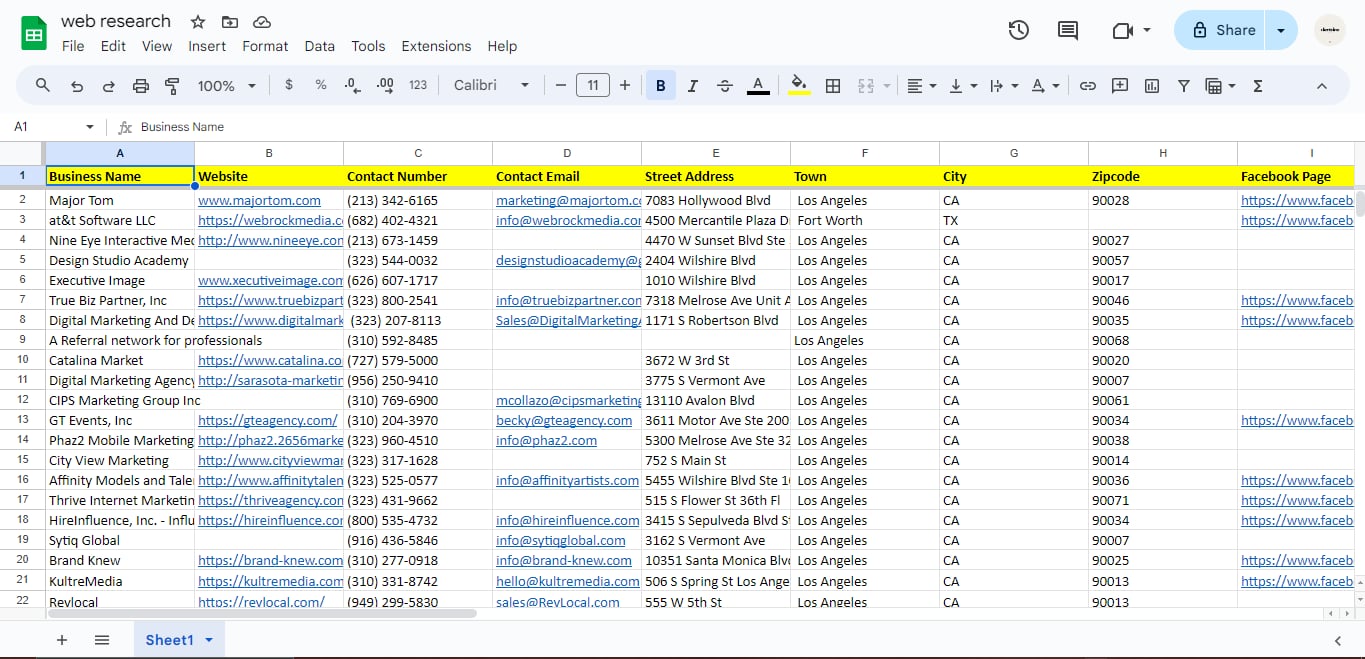 web research
File Edit View Insert Format Data Tools Extensions Help
Share
100% $ % .0 .00 123 Calibri 11 B I S A A Σ
A1 fx Business Name
A B C D E F G H I
1 Business Name Website Contact Number Contact Email Street Address Town City Zipcode Facebook Page
2 Major Tom www.majortom.com (213) 342-6165 marketing@majortom.co 7083 Hollywood Blvd Los Angeles CA 90028 https://www.faceb
3 at&t Software LLC https://webrockmedia.c (682) 402-4321 info@webrockmedia.cor 4500 Mercantile Plaza D Fort Worth TX https://www.faceb
4 Nine Eye Interactive Med http://www.nineeye.con (213) 673-1459 4470 W Sunset Blvd Ste Los Angeles CA 90027
5 Design Studio Academy (323) 544-0032 designstudioacademy@g 2404 Wilshire Blvd Los Angeles CA 90057
6 Executive Image www.xecutiveimage.com (626) 607-1717 1010 Wilshire Blvd Los Angeles CA 90017
7 True Biz Partner, Inc https://www.truebizpart (323) 800-2541 info@truebizpartner.con 7318 Melrose Ave Unit A Los Angeles CA 90046 https://www.faceb
8 Digital Marketing And De https://www.digitalmark (323) 207-8113 Sales@DigitalMarketingA 1171 S Robertson Blvd Los Angeles CA 90035 https://www.faceb
9 A Referral network for professionals (310) 592-8485 Los Angeles CA 90068
10 Catalina Market https://www.catalina.co (727) 579-5000 3672 W 3rd St Los Angeles CA 90020
11 Digital Marketing Agency http://sarasota-marketin (956) 250-9410 3775 S Vermont Ave Los Angeles CA 90007
12 CIPS Marketing Group Inc (310) 769-6900 mcollazo@cipsmarketing 13110 Avalon Blvd Los Angeles CA 90061
13 GT Events, Inc https://gteagency.com/ (310) 204-3970 becky@gteagency.com 3611 Motor Ave Ste 200 Los Angeles CA 90034 https://www.faceb
14 Phaz2 Mobile Marketing http://phaz2.2656marke (323) 960-4510 info@phaz2.com 5300 Melrose Ave Ste 32 Los Angeles CA 90038
15 City View Marketing http://www.cityviewmar (323) 317-1628 752 S Main St Los Angeles CA 90014
16 Affinity Models and Tale http://www.affinitytalen (323) 525-0577 info@affinityartists.com 5455 Wilshire Blvd Ste 1 Los Angeles CA 90036 https://www.faceb
17 Thrive Internet Marketin https://thriveagency.con (323) 431-9662 515 S Flower St 36th Fl Los Angeles CA 90071 https://www.faceb
18 HireInfluence, Inc. - Influ https://hireinfluence.cor (800) 535-4732 info@hireinfluence.com 3415 S Sepulveda Blvd S Los Angeles CA 90034 https://www.faceb
19 Sytiq Global (916) 436-5846 info@sytiqglobal.com 3162 S Vermont Ave Los Angeles CA 90007
20 Brand Knew https://brand-knew.com (310) 277-0918 info@brand-knew.com 10351 Santa Monica Blv Los Angeles CA 90025 https://www.faceb
21 KultreMedia https://kultremedia.com (310) 331-8742 hello@kultremedia.com 506 S Spring St Los Ange Los Angeles CA 90013 https://www.faceb
22 Revlocal https://revlocal.com/ (949) 299-5830 sales@RevLocal.com 555 W 5th St Los Angeles CA 90013
Sheet1